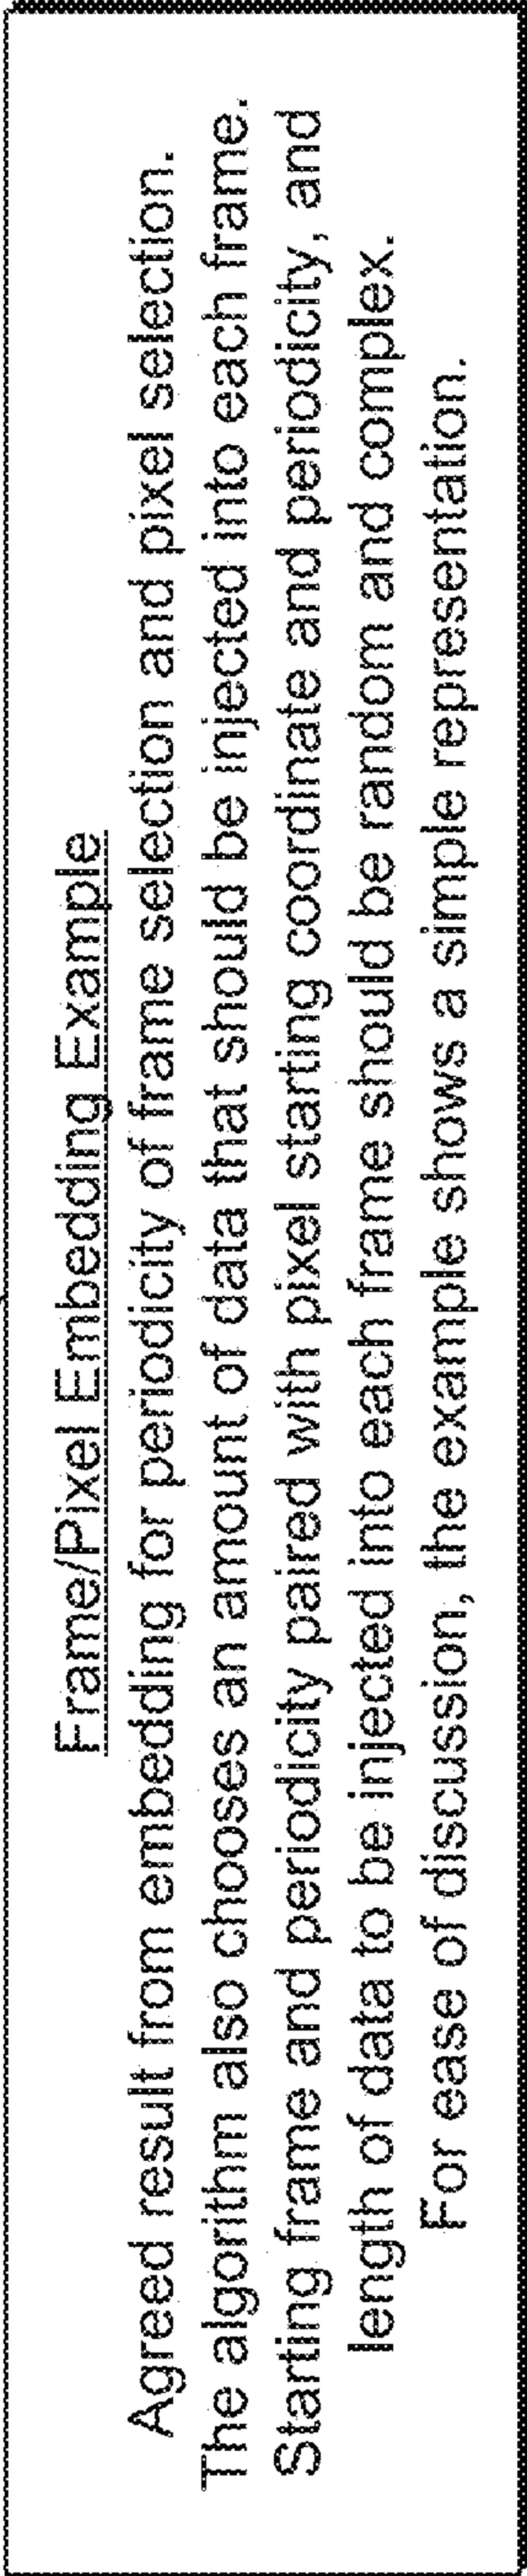 Frame/Pixel Embedding Example
Agreed result from embedding for periodicity of frame selection and pixel selection.
The algorithm also chooses an amount of data that should be injected into each frame.
Starting frame and periodicity paired with pixel starting coordinate and periodicity, and
length of data to be injected into each frame should be random and complex.
For ease of discussion, the example shows a simple representation.